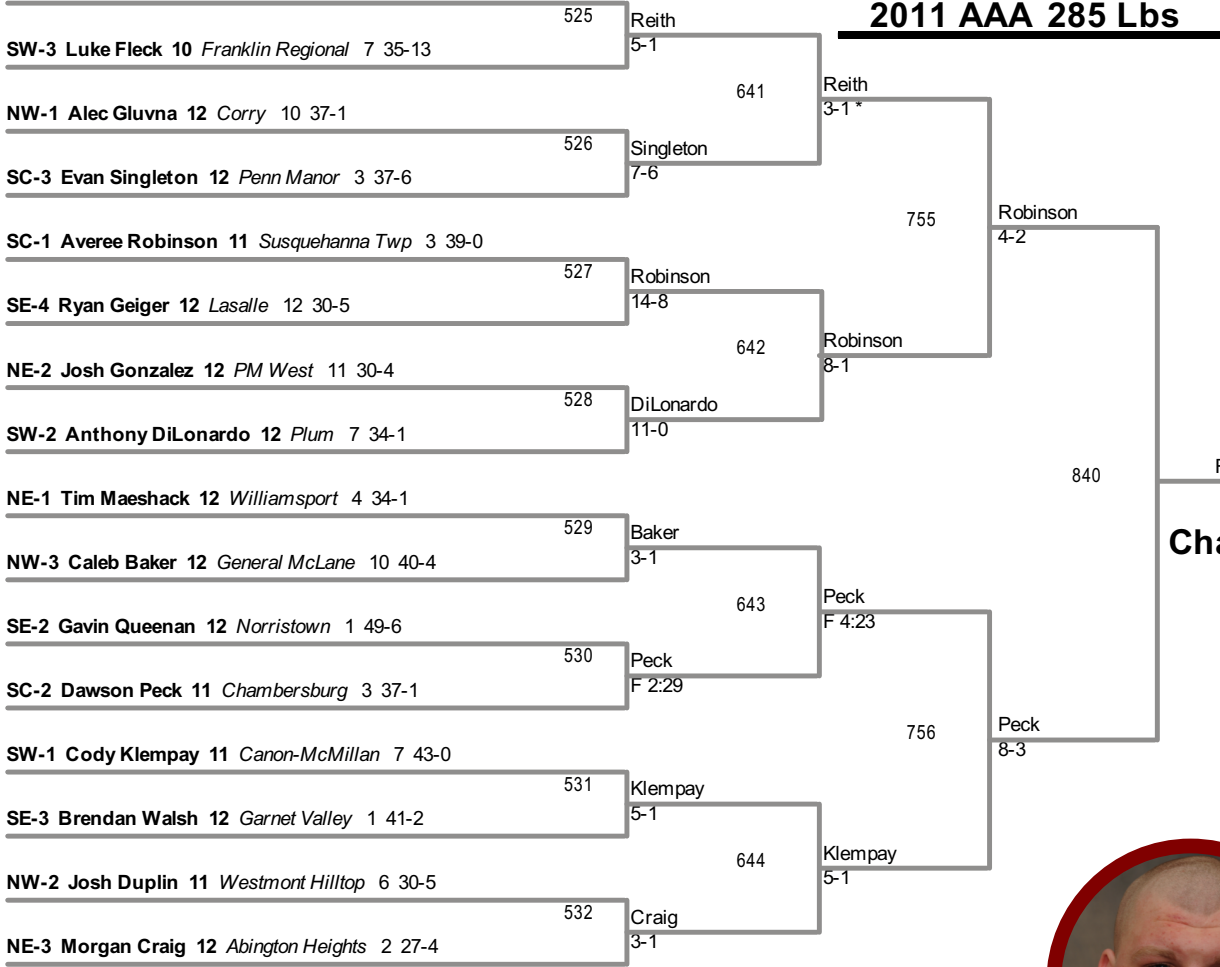 2011 AAA 285 Lbs
525
Reith
5-1
SW-3 Luke Fleck 10 Franklin Regional 7 35-13
641
Reith
3-1 *
NW-1 Alec Gluvna 12 Corry 10 37-1
526
Singleton
7-6
SC-3 Evan Singleton 12 Penn Manor 3 37-6
755
Robinson
4-2
SC-1 Averee Robinson 11 Susquehanna Twp 3 39-0
527
Robinson
14-8
SE-4 Ryan Geiger 12 Lasalle 12 30-5
642
Robinson
8-1
NE-2 Josh Gonzalez 12 PM West 11 30-4
528
DiLonardo
11-0
SW-2 Anthony DiLonardo 12 Plum 7 34-1
840
NE-1 Tim Maeshack 12 Williamsport 4 34-1
529
Baker
3-1
Cha
NW-3 Caleb Baker 12 General McLane 10 40-4
643
Peck
F 4:23
SE-2 Gavin Queenan 12 Norristown 1 49-6
530
Peck
F 2:29
SC-2 Dawson Peck 11 Chambersburg 3 37-1
756
Peck
8-3
SW-1 Cody Klempay 11 Canon-McMillan 7 43-0
531
Klempay
5-1
SE-3 Brendan Walsh 12 Garnet Valley 1 41-2
644
Klempay
5-1
NW-2 Josh Duplin 11 Westmont Hilltop 6 30-5
532
Craig
3-1
NE-3 Morgan Craig 12 Abington Heights 2 27-4